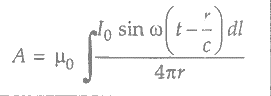 A = μ₀ ∫ I₀ sin ω(t − r/c) dl / 4πr